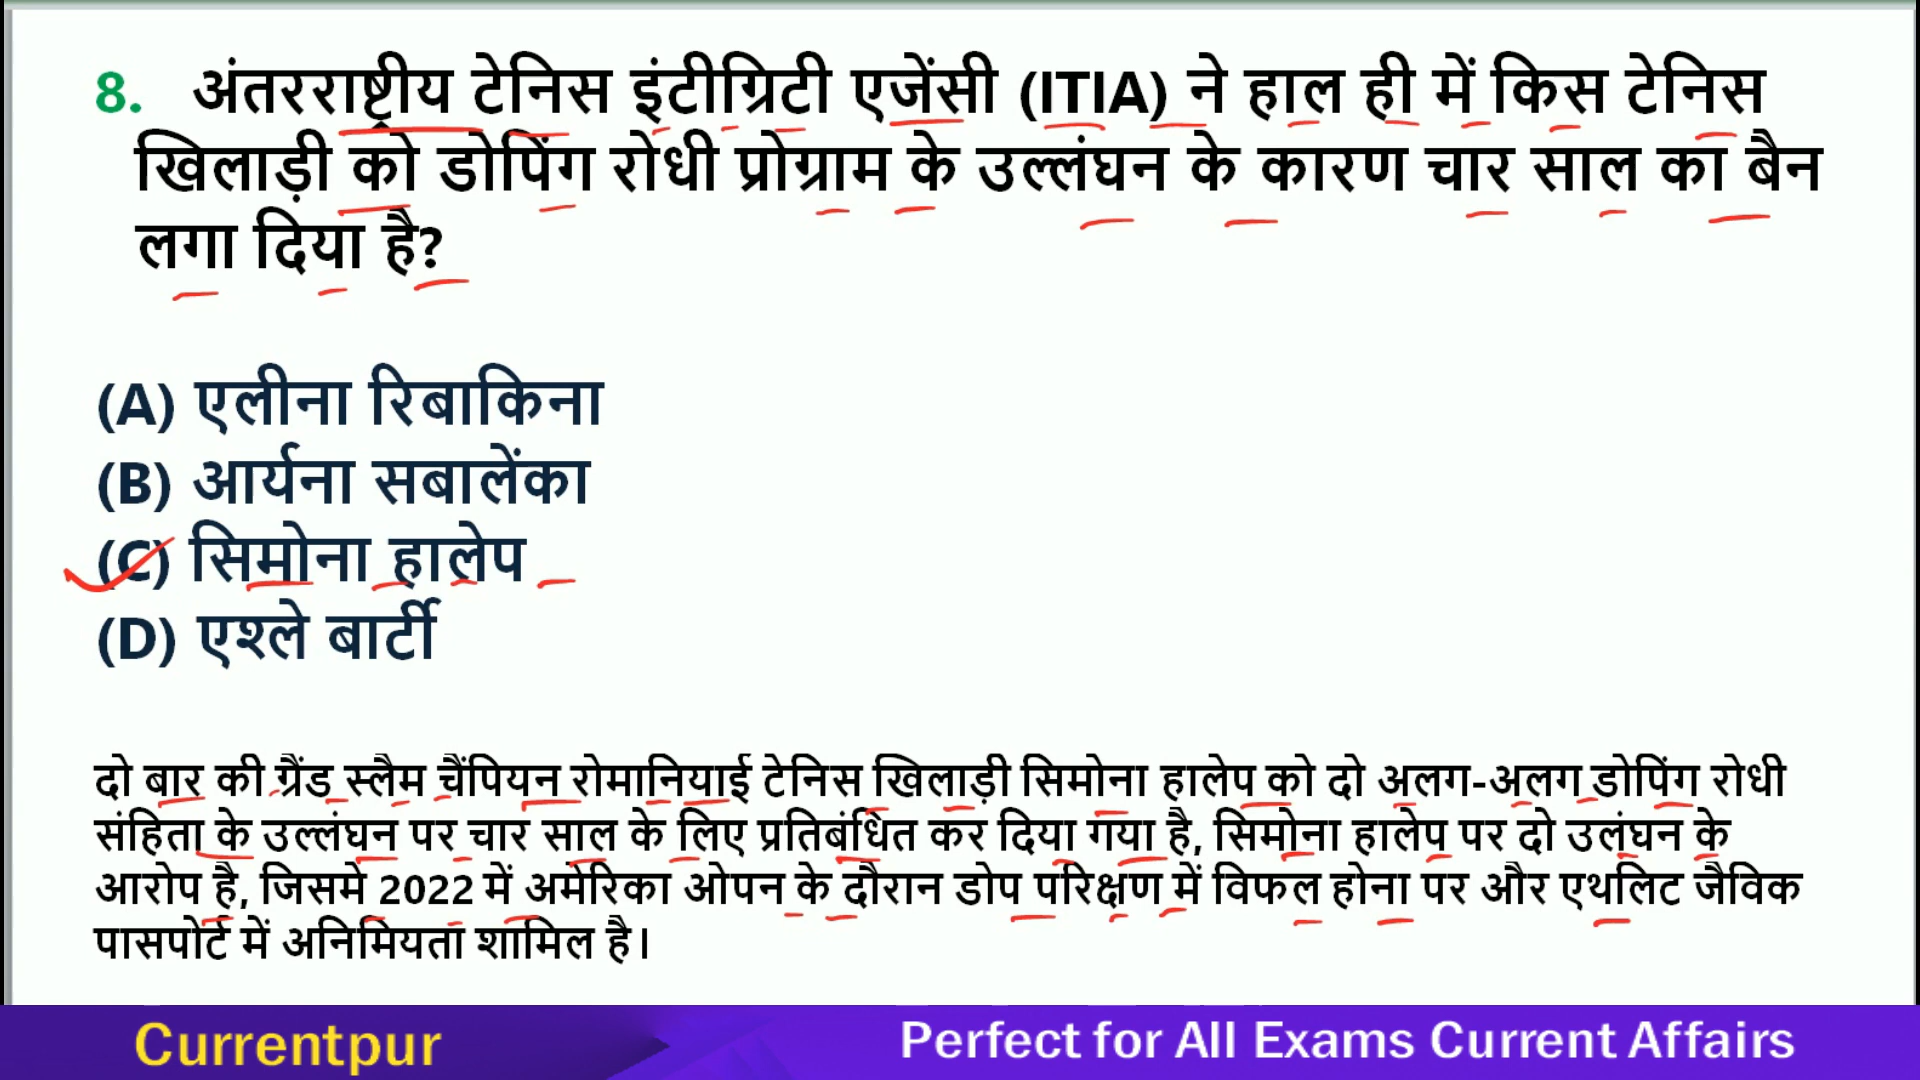 8. अंतरराष्ट्रीय टेनिस इंटीग्रिटी एजेंसी (ITIA) ने हाल ही में किस टेनिस
खिलाड़ी को डोपिंग रोधी प्रोग्राम के उल्लंघन के कारण चार साल का बैन
लगा दिया है?
(A) एलीना रिबाकिना
(B) आर्यना सबालेंका
(C) सिमोना हालेप
(D) एश्ले बार्टी
दो बार की ग्रैंड स्लैम चैंपियन रोमानियाई टेनिस खिलाड़ी सिमोना हालेप को दो अलग-अलग डोपिंग रोधी
संहिता के उल्लंघन पर चार साल के लिए प्रतिबंधित कर दिया गया है, सिमोना हालेप पर दो उलंघन के
आरोप है, जिसमें 2022 में अमेरिका ओपन के दौरान डोप परिक्षण में विफल होना पर और एथलिट जैविक
पासपोर्ट में अनिमियता शामिल है।
Currentpur
Perfect for All Exams Current Affairs